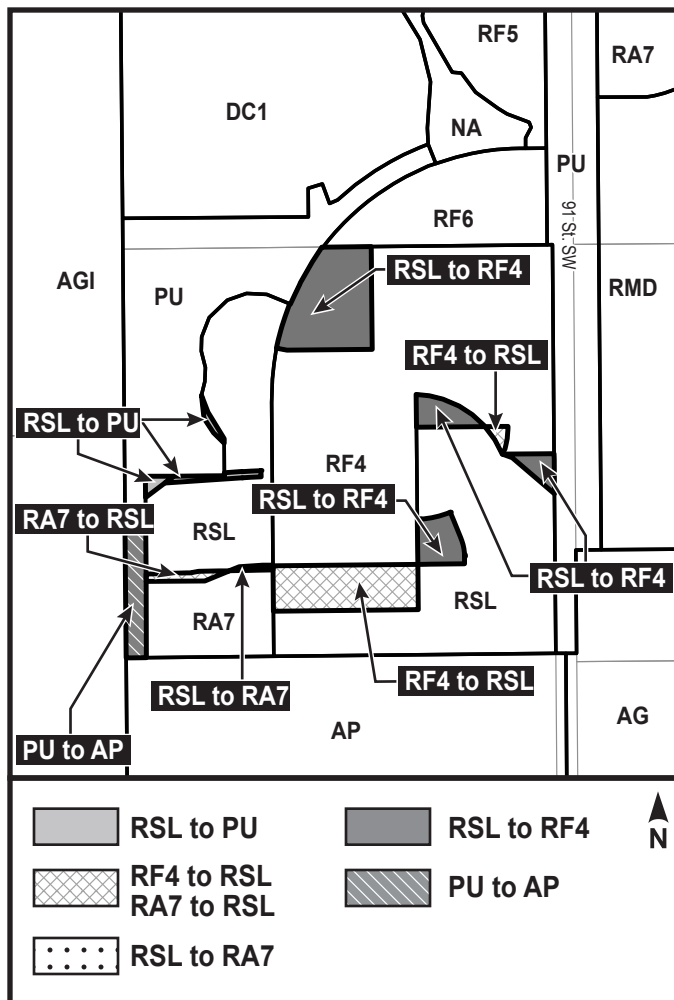 RF5
RA7
DC1
NA
PU
RF6
91 St. SW
RSL to RF4
AGI
PU
RMD
RF4 to RSL
RSL to PU
RF4
RSL to RF4
RA7 to RSL
RSL
RSL to RF4
RSL
RA7
RF4 to RSL
RSL to RA7
AG
AP
PU to AP
RSL to PU
RSL to RF4
N
RF4 to RSL
RA7 to RSL
PU to AP
RSL to RA7